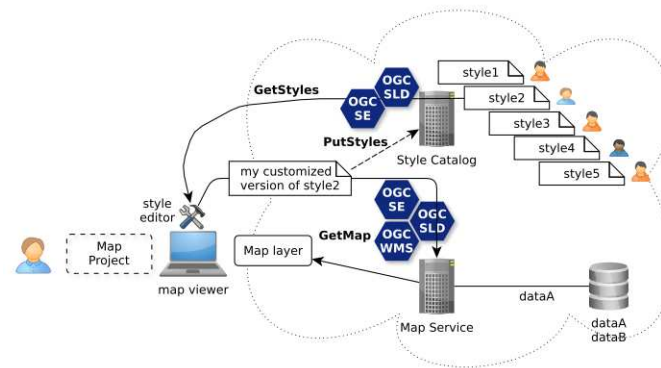 style1
OGC
SLD
GetStyles
OGC
SE
style2
style3
PutStyles
Style Catalog
style4
my customized
version of style2
style5
style
editor
OGC
SE
OGC
SLD
GetMap
OGC
WMS
Map
Project
Map layer
map viewer
dataA
Map Service
dataA
dataB